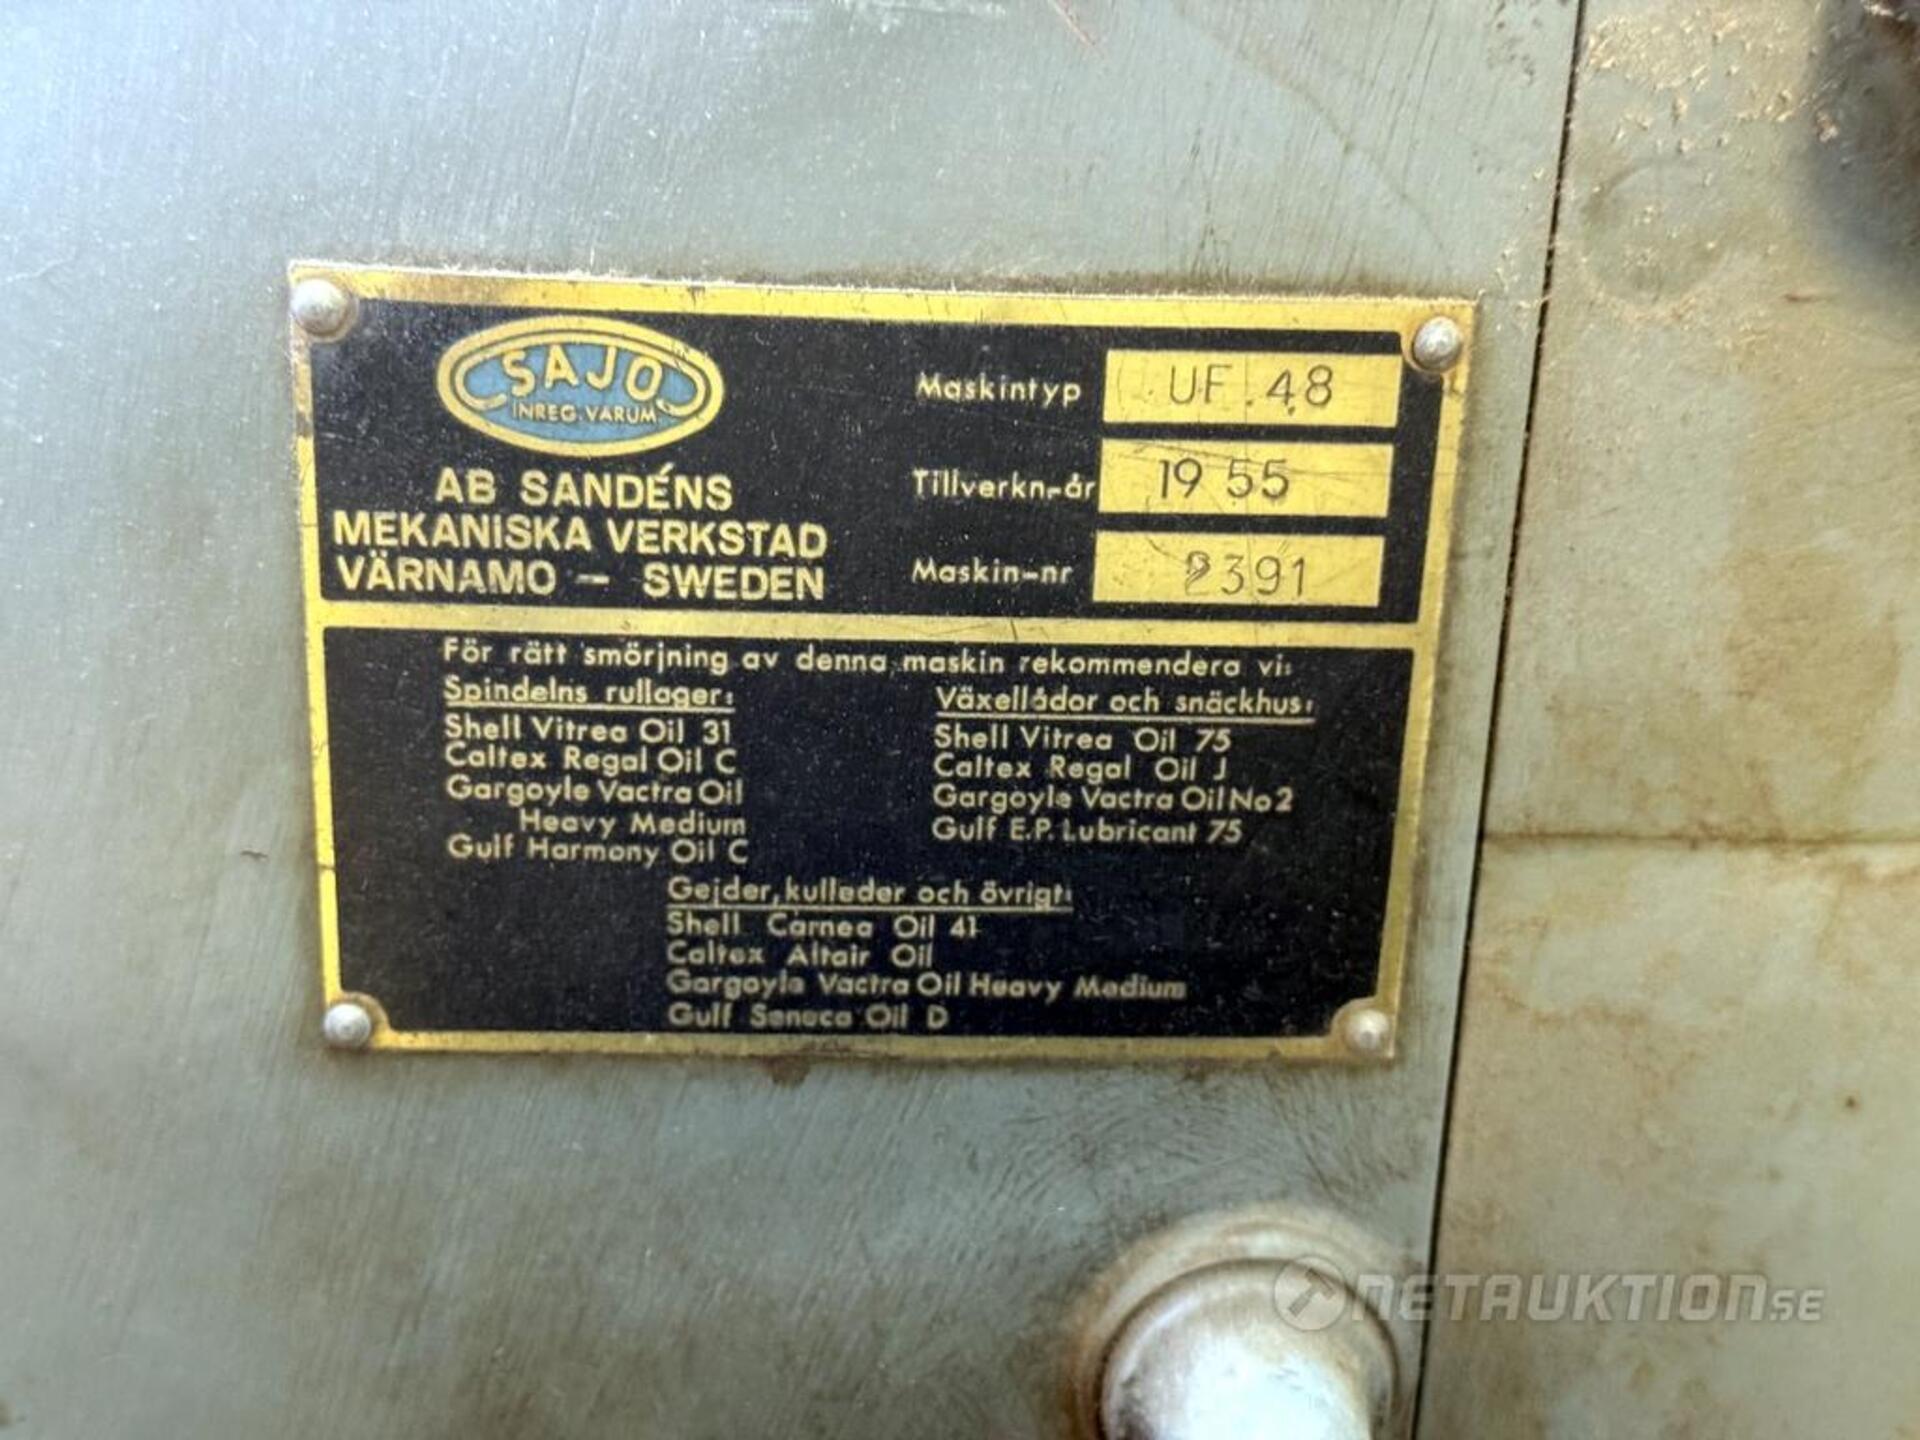 SAJO
INREG. VARUM.
AB SANDÉNS
MEKANISKA VERKSTAD
VÄRNAMO – SWEDEN
Maskintyp UF 48
Tillverkn-år 1955
Maskin-nr 2391
För rätt smörjning av denna maskin rekommendera vi:
Spindelns rullager:
Shell Vitrea Oil 31
Caltex Regal Oil C
Gargoyle Vactra Oil
Heavy Medium
Gulf Harmony Oil C
Växellådor och snäckhus:
Shell Vitrea Oil 75
Caltex Regal Oil J
Gargoyle Vactra Oil No 2
Gulf E.P. Lubricant 75
Gejder, kulleder och övrigt:
Shell Carnea Oil 41
Caltex Altair Oil
Gargoyle Vactra Oil Heavy Medium
Gulf Seneca Oil D
NETAUKTION.SE